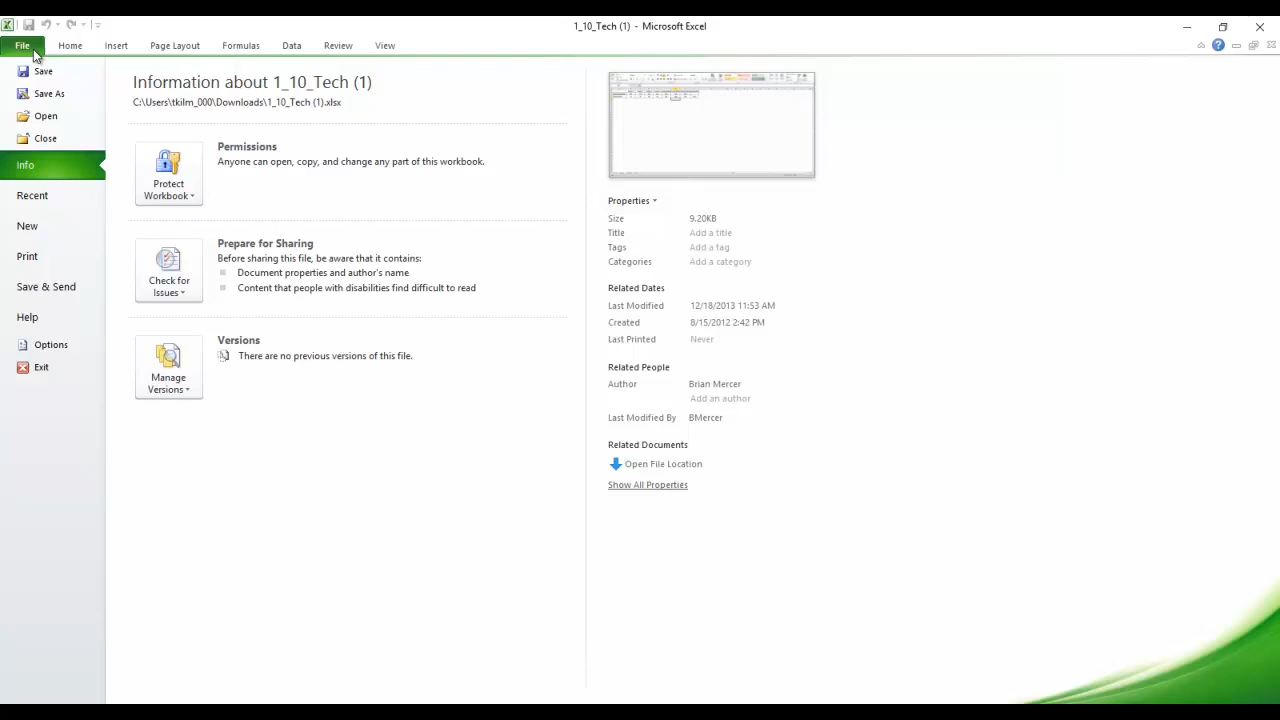 1_10_Tech (1) - Microsoft Excel
File Home Insert Page Layout Formulas Data Review View
Save
Save As
Open
Close
Info
Recent
New
Print
Save & Send
Help
Options
Exit
Information about 1_10_Tech (1)
C:\Users\tkilm_000\Downloads\1_10_Tech (1).xlsx
Protect
Workbook
Permissions
Anyone can open, copy, and change any part of this workbook.
Check for
Issues
Prepare for Sharing
Before sharing this file, be aware that it contains:
Document properties and author's name
Content that people with disabilities find difficult to read
Manage
Versions
Versions
There are no previous versions of this file.
Properties
Size 9.20KB
Title Add a title
Tags Add a tag
Categories Add a category
Related Dates
Last Modified 12/18/2013 11:53 AM
Created 8/15/2012 2:42 PM
Last Printed Never
Related People
Author Brian Mercer
Add an author
Last Modified By BMercer
Related Documents
Open File Location
Show All Properties